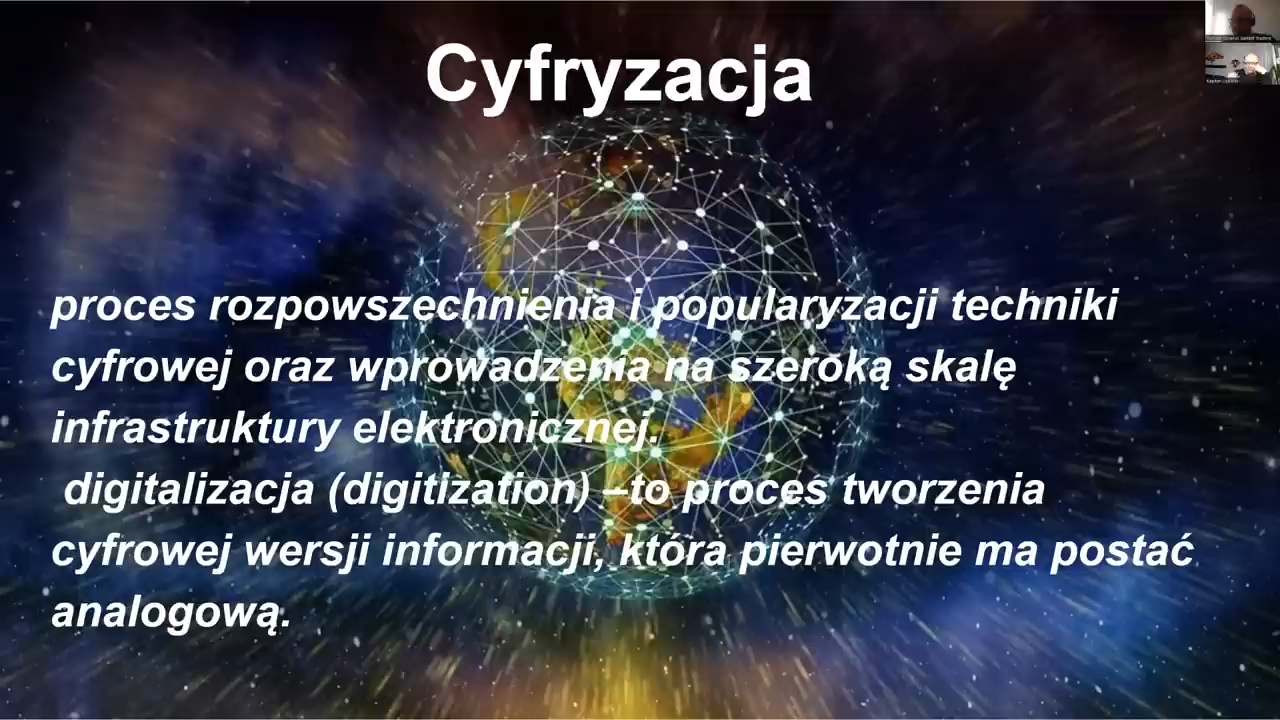 Cyfryzacja
proces rozpowszechnienia i popularyzacji techniki
cyfrowej oraz wprowadzenia na szeroką skalę
infrastruktury elektronicznej.
digitalizacja (digitization) –to proces tworzenia
cyfrowej wersji informacji, która pierwotnie ma postać
analogową.